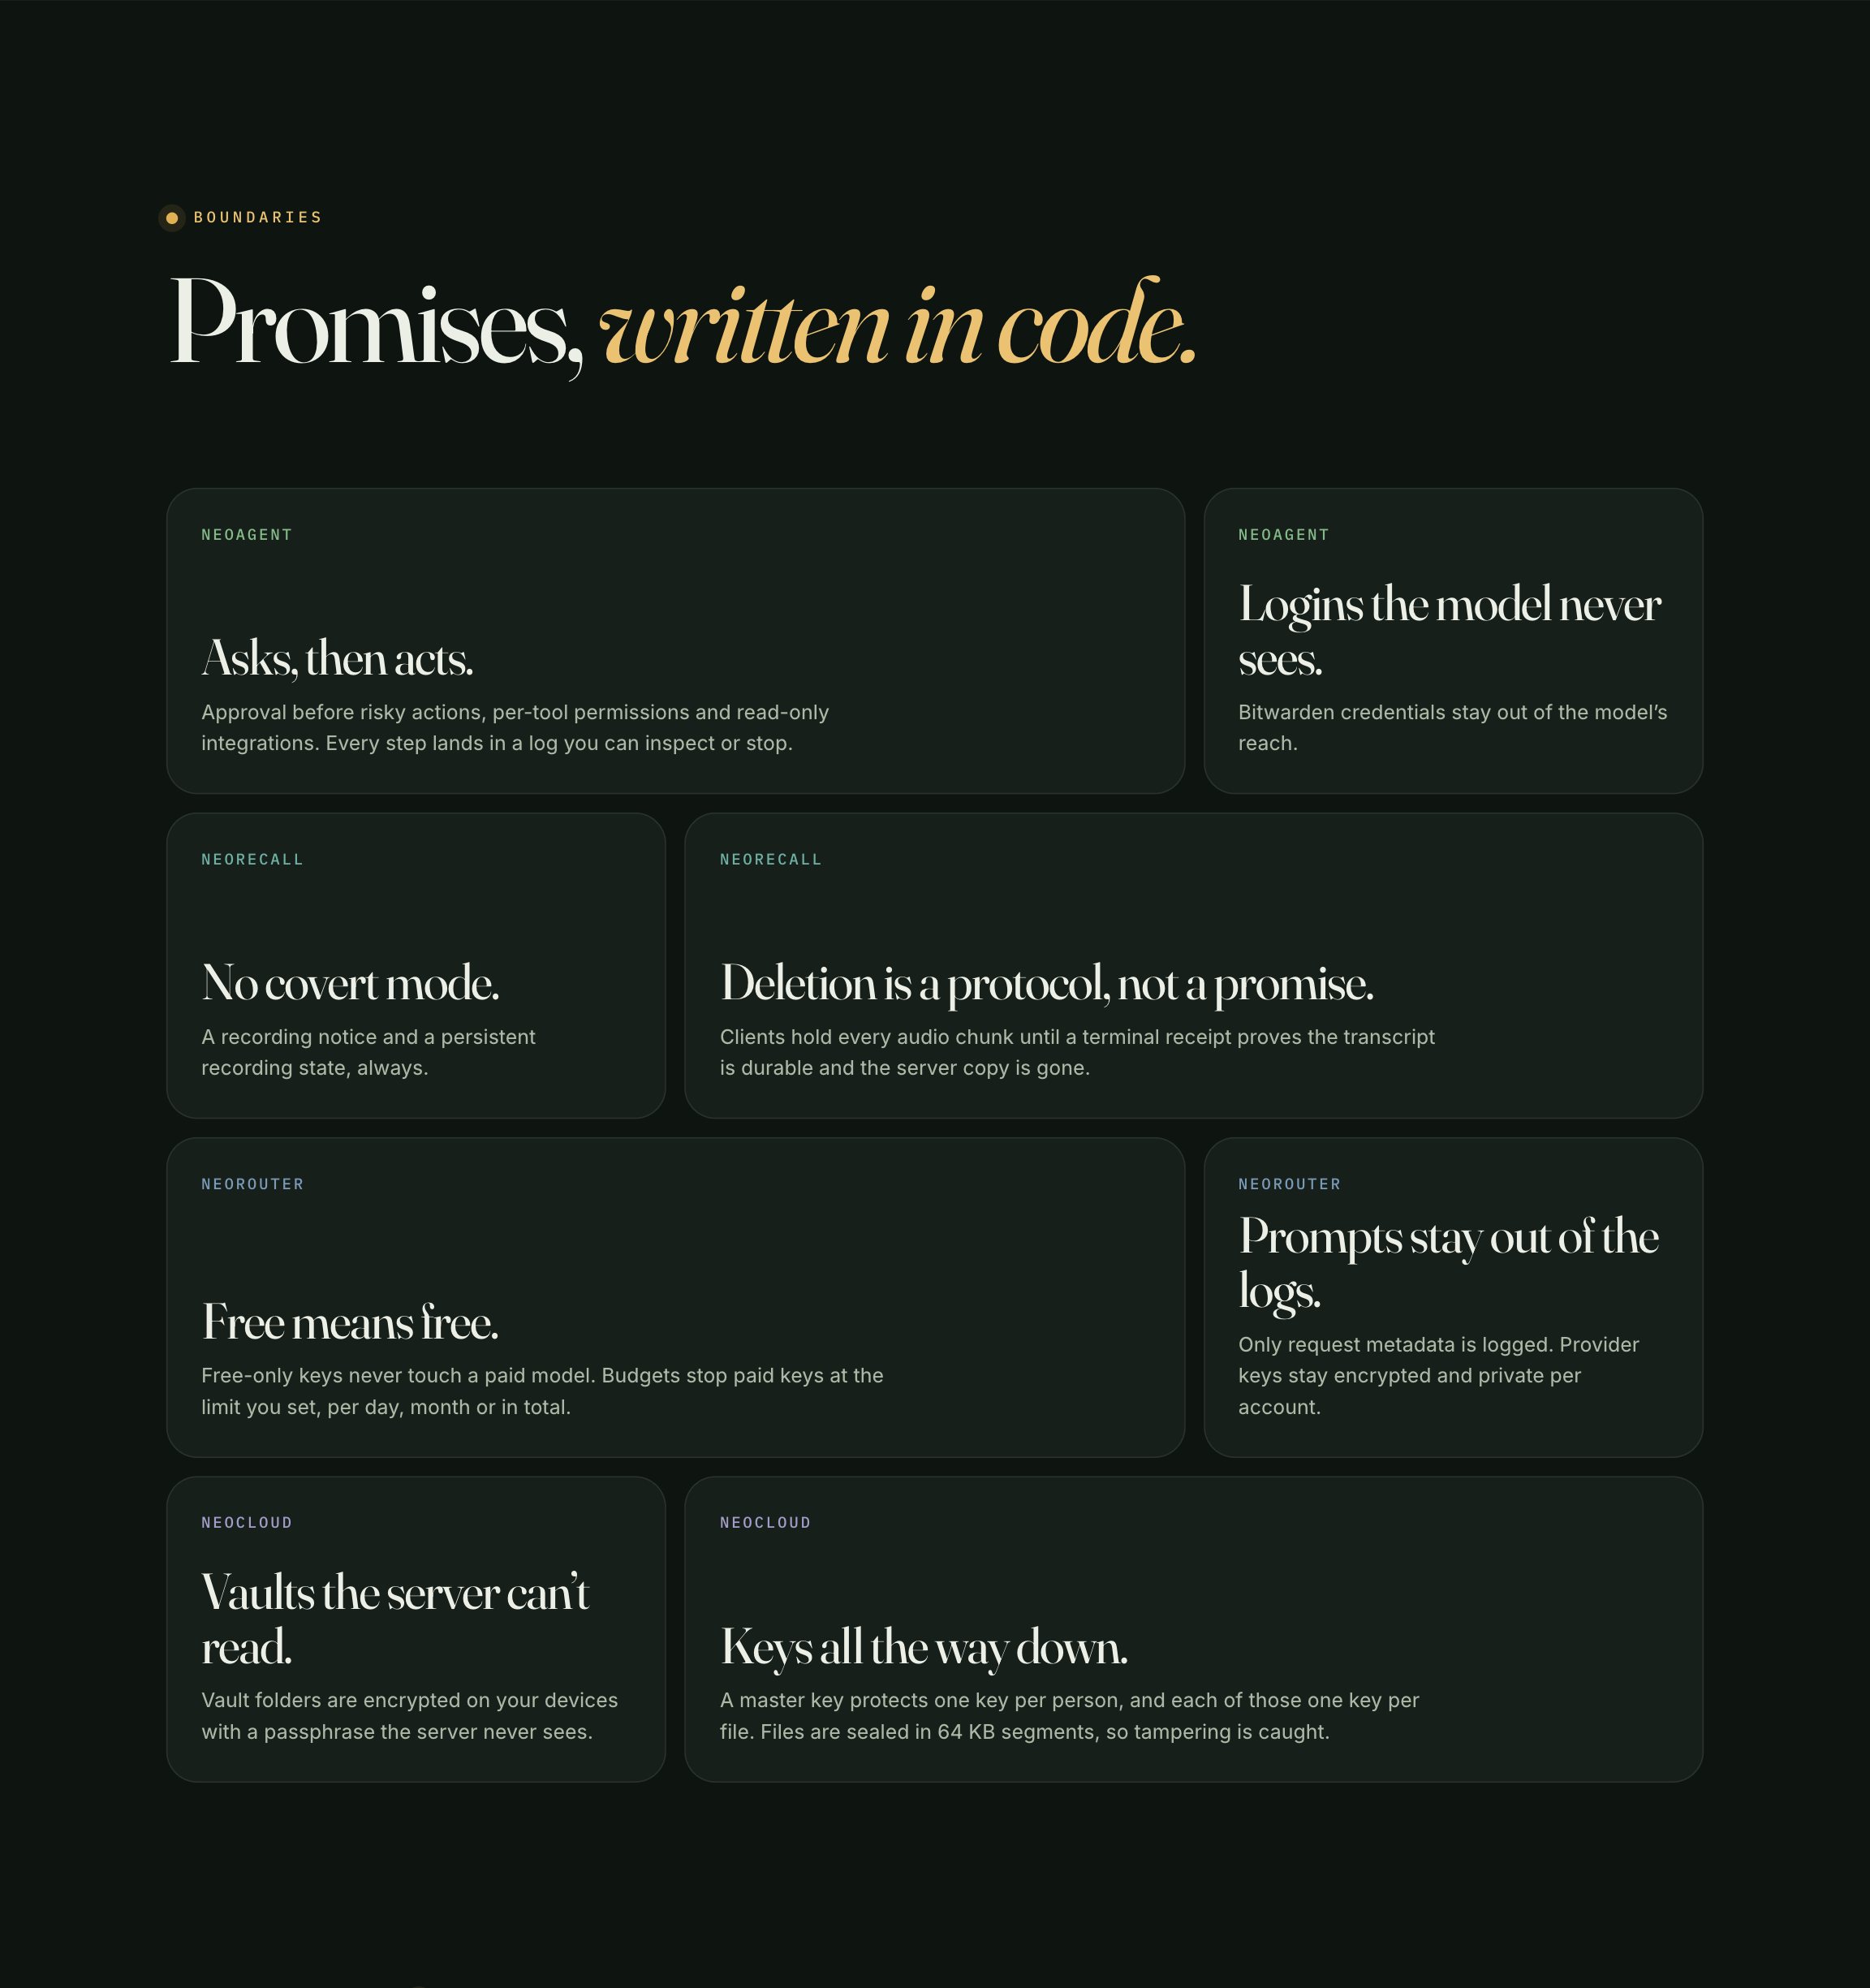 BOUNDARIES
Promises, written in code.
NEOAGENT
Asks, then acts.
Approval before risky actions, per-tool permissions and read-only
integrations. Every step lands in a log you can inspect or stop.
NEOAGENT
Logins the model never
sees.
Bitwarden credentials stay out of the model’s
reach.
NEORECALL
No covert mode.
A recording notice and a persistent
recording state, always.
NEORECALL
Deletion is a protocol, not a promise.
Clients hold every audio chunk until a terminal receipt proves the transcript
is durable and the server copy is gone.
NEOROUTER
Free means free.
Free-only keys never touch a paid model. Budgets stop paid keys at the
limit you set, per day, month or in total.
NEOROUTER
Prompts stay out of the
logs.
Only request metadata is logged. Provider
keys stay encrypted and private per
account.
NEOCLOUD
Vaults the server can’t
read.
Vault folders are encrypted on your devices
with a passphrase the server never sees.
NEOCLOUD
Keys all the way down.
A master key protects one key per person, and each of those one key per
file. Files are sealed in 64 KB segments, so tampering is caught.